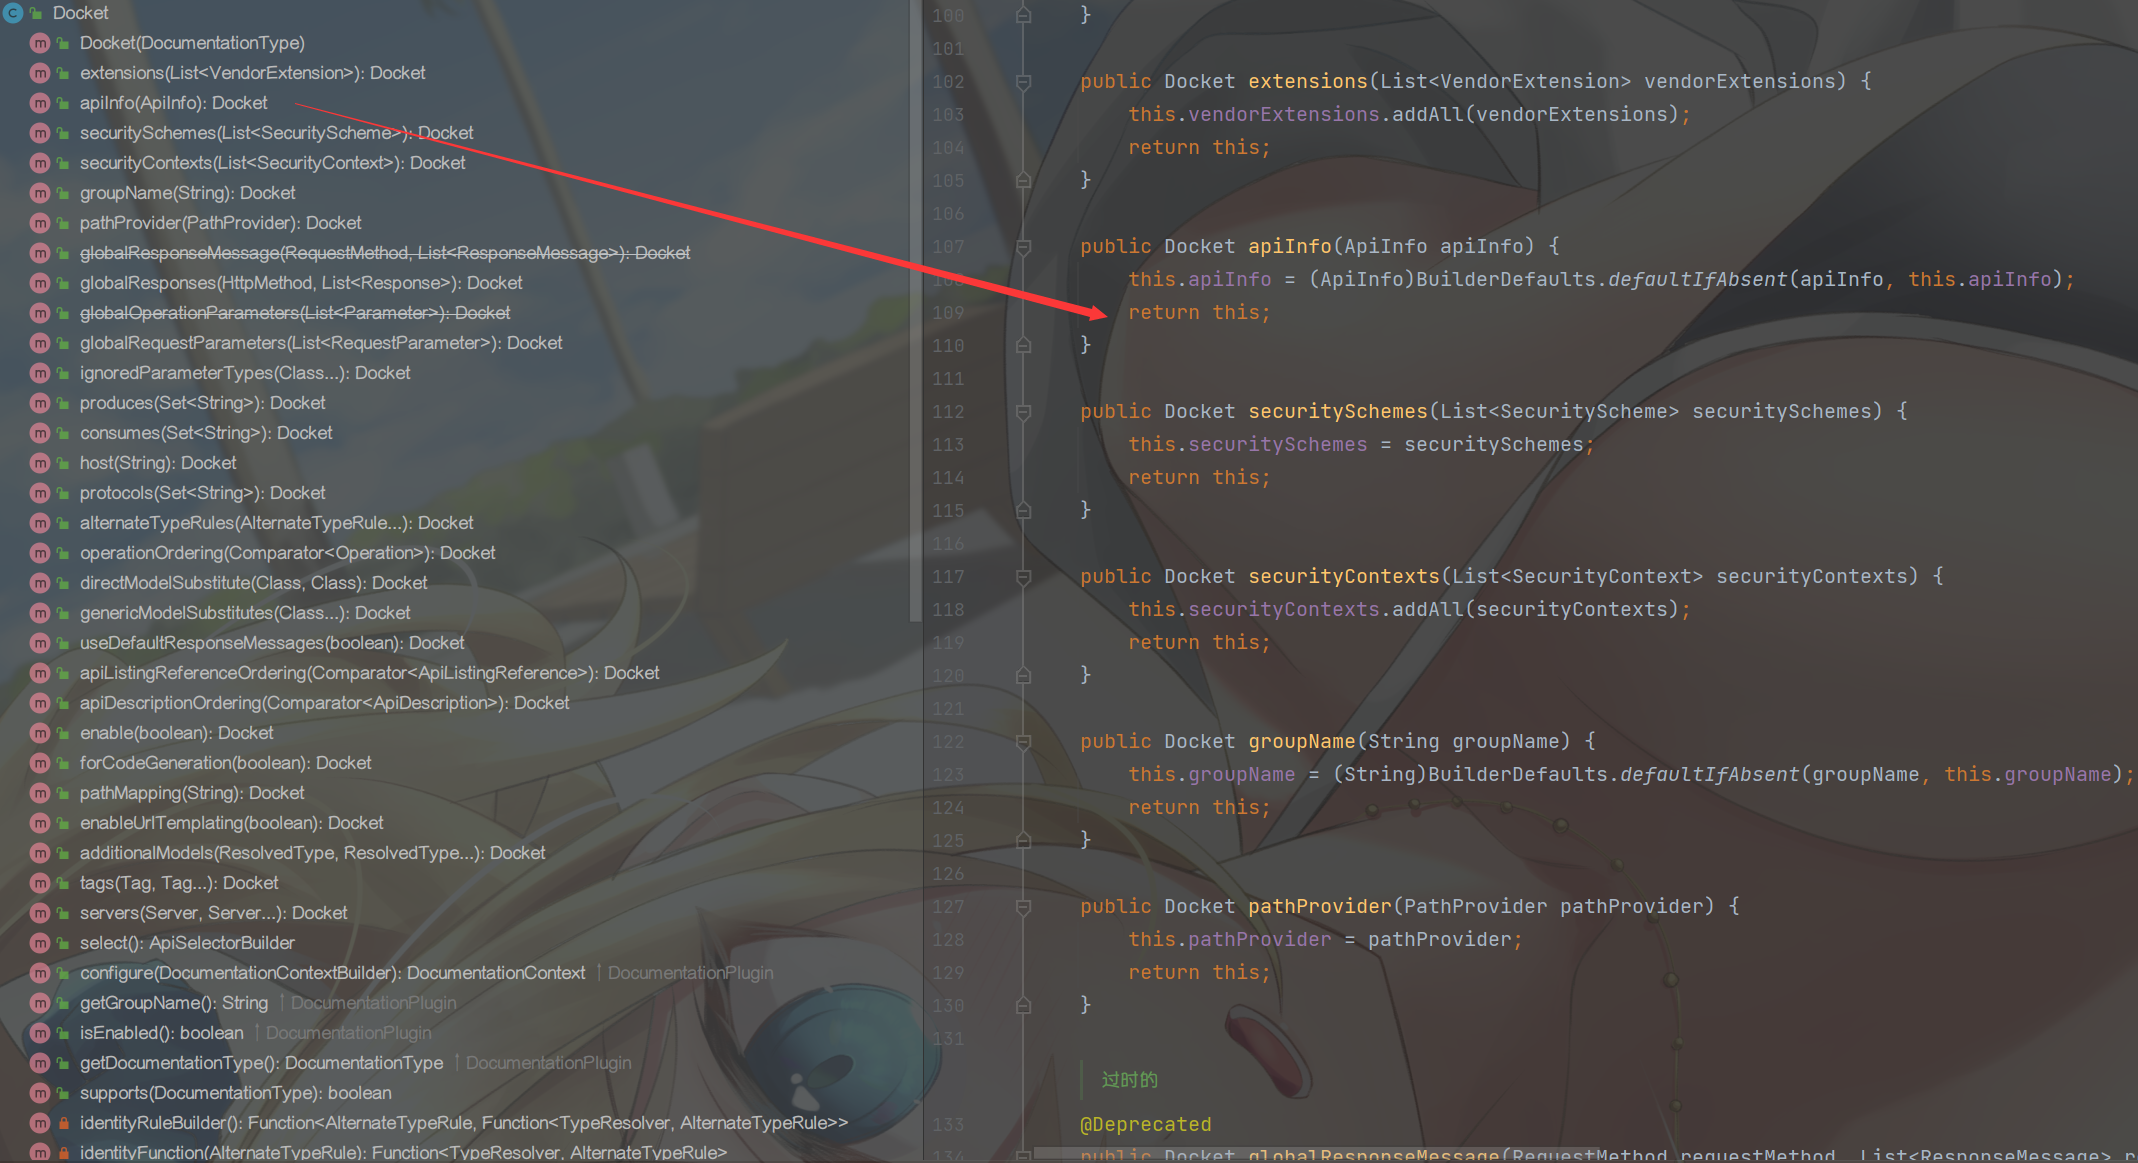 Docket
Docket(DocumentationType)
extensions(List<VendorExtension>): Docket
apiInfo(ApiInfo): Docket
securitySchemes(List<SecurityScheme>): Docket
securityContexts(List<SecurityContext>): Docket
groupName(String): Docket
pathProvider(PathProvider): Docket
globalResponseMessage(RequestMethod, List<ResponseMessage>): Docket
globalResponses(HttpMethod, List<Response>): Docket
globalOperationParameters(List<Parameter>): Docket
globalRequestParameters(List<RequestParameter>): Docket
ignoredParameterTypes(Class...): Docket
produces(Set<String>): Docket
consumes(Set<String>): Docket
host(String): Docket
protocols(Set<String>): Docket
alternateTypeRules(AlternateTypeRule...): Docket
operationOrdering(Comparator<Operation>): Docket
directModelSubstitute(Class, Class): Docket
genericModelSubstitutes(Class...): Docket
useDefaultResponseMessages(boolean): Docket
apiListingReferenceOrdering(Comparator<ApiListingReference>): Docket
apiDescriptionOrdering(Comparator<ApiDescription>): Docket
enable(boolean): Docket
forCodeGeneration(boolean): Docket
pathMapping(String): Docket
enableUrlTemplating(boolean): Docket
additionalModels(ResolvedType, ResolvedType...): Docket
tags(Tag, Tag...): Docket
servers(Server, Server...): Docket
select(): ApiSelectorBuilder
configure(DocumentationContextBuilder): DocumentationContext ↑DocumentationPlugin
getGroupName(): String ↑DocumentationPlugin
isEnabled(): boolean ↑DocumentationPlugin
getDocumentationType(): DocumentationType ↑DocumentationPlugin
supports(DocumentationType): boolean
identityRuleBuilder(): Function<AlternateTypeRule, Function<TypeResolver, AlternateTypeRule>>
identityFunction(AlternateTypeRule): Function<TypeResolver, AlternateTypeRule>
100 }
101
102 public Docket extensions(List<VendorExtension> vendorExtensions) {
103 this.vendorExtensions.addAll(vendorExtensions);
104 return this;
105 }
106
107 public Docket apiInfo(ApiInfo apiInfo) {
108 this.apiInfo = (ApiInfo)BuilderDefaults.defaultIfAbsent(apiInfo, this.apiInfo);
109 return this;
110 }
111
112 public Docket securitySchemes(List<SecurityScheme> securitySchemes) {
113 this.securitySchemes = securitySchemes;
114 return this;
115 }
116
117 public Docket securityContexts(List<SecurityContext> securityContexts) {
118 this.securityContexts.addAll(securityContexts);
119 return this;
120 }
121
122 public Docket groupName(String groupName) {
123 this.groupName = (String)BuilderDefaults.defaultIfAbsent(groupName, this.groupName);
124 return this;
125 }
126
127 public Docket pathProvider(PathProvider pathProvider) {
128 this.pathProvider = pathProvider;
129 return this;
130 }
131
过时的
133 @Deprecated
134 public Docket globalResponseMessage(RequestMethod requestMethod, List<ResponseMessage> r